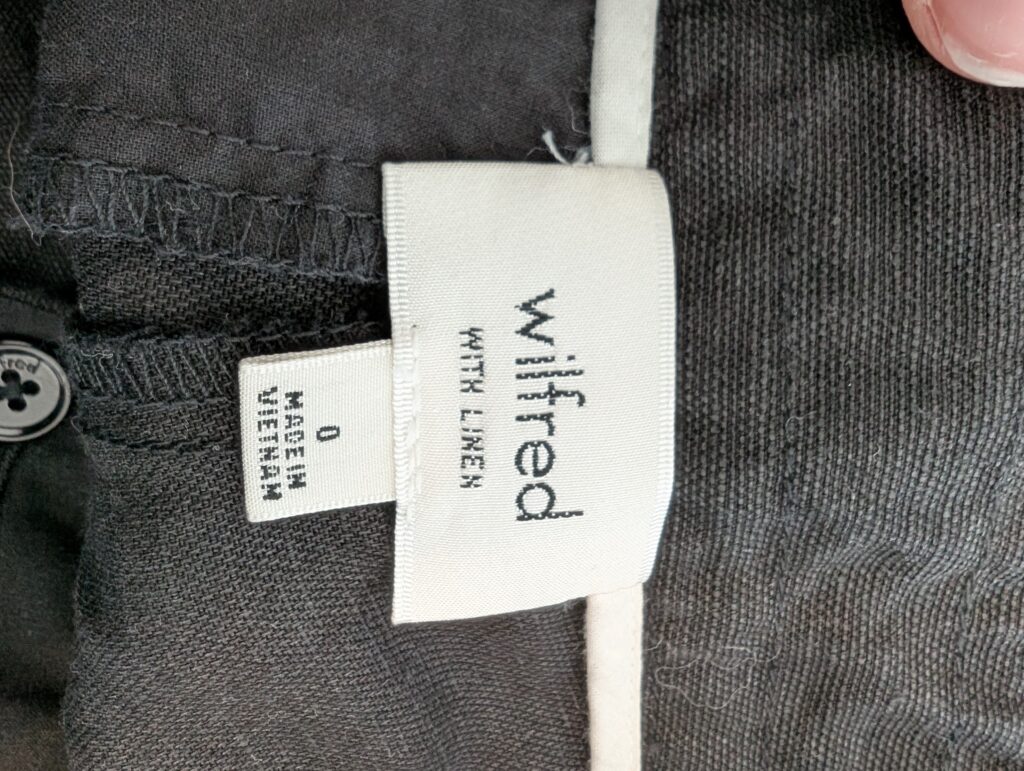 wilfred
WITH LINEN
0
MADE IN
VIETNAM